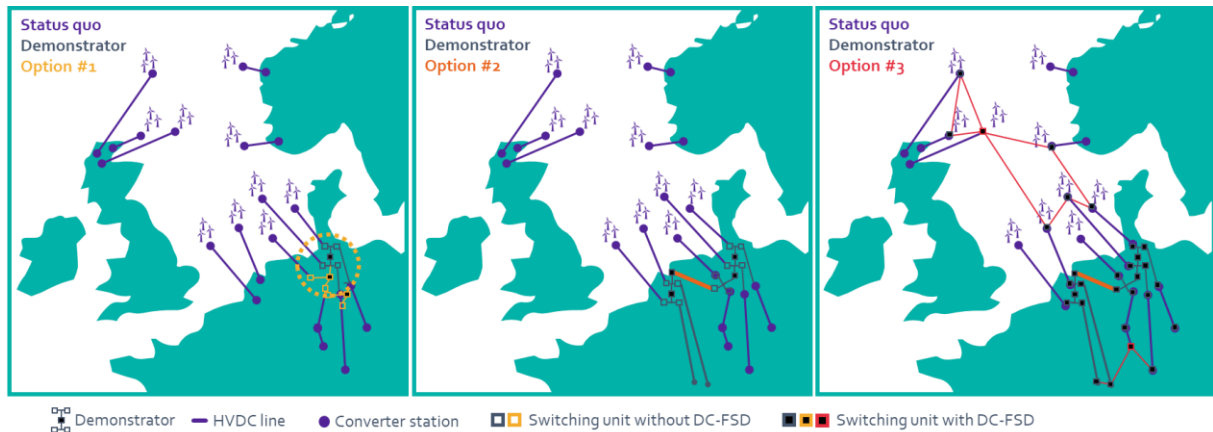 Status quo
Demonstrator
Option #1
Status quo
Demonstrator
Option #2
Status quo
Demonstrator
Option #3
Demonstrator
HVDC line
Converter station
Switching unit without DC-FSD
Switching unit with DC-FSD